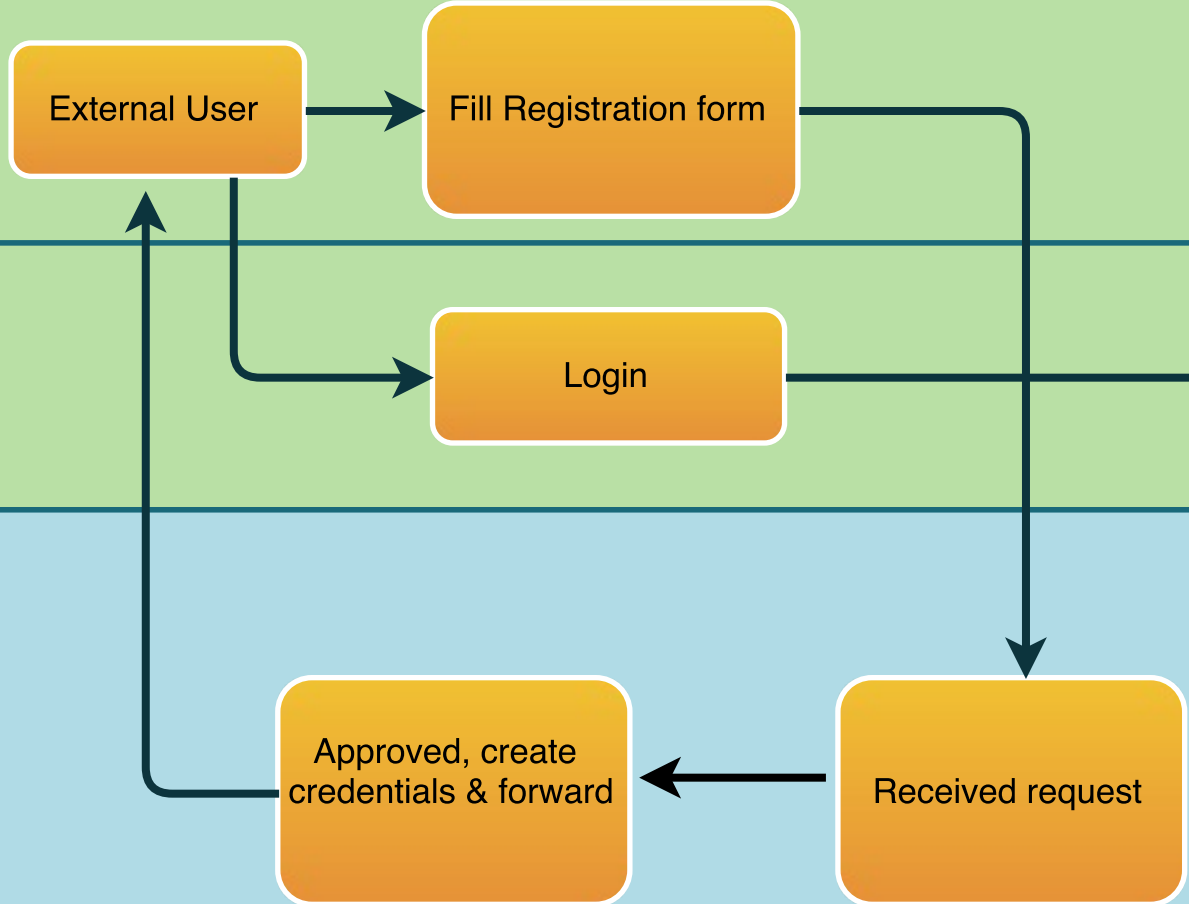 External User
Fill Registration form
Login
Approved, create
credentials & forward
Received request